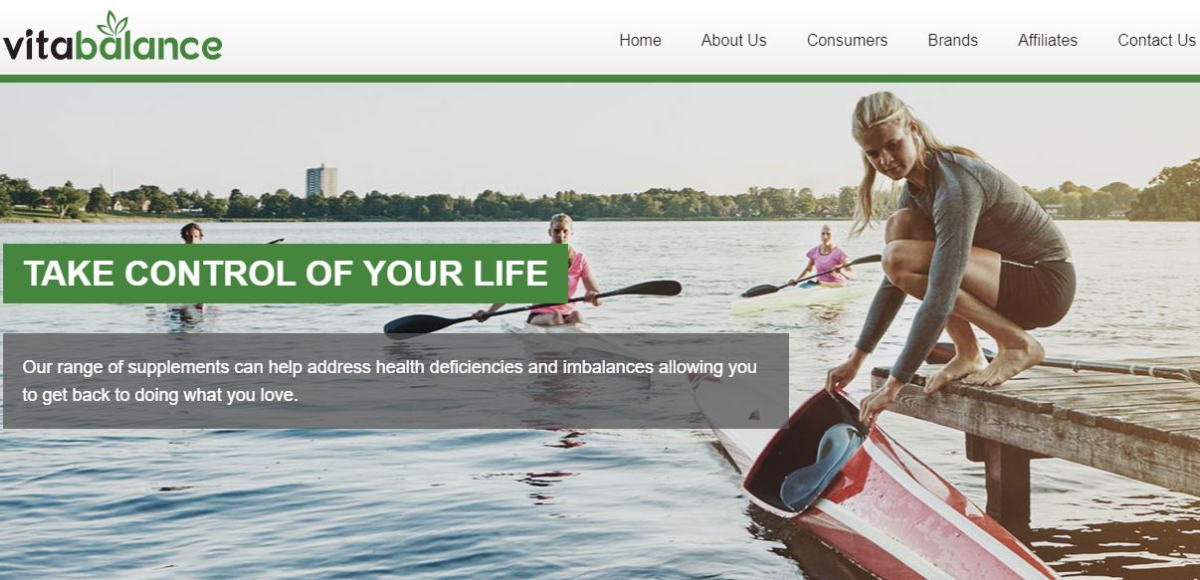 vitabalance
Home About Us Consumers Brands Affiliates Contact Us
TAKE CONTROL OF YOUR LIFE
Our range of supplements can help address health deficiencies and imbalances allowing you
to get back to doing what you love.